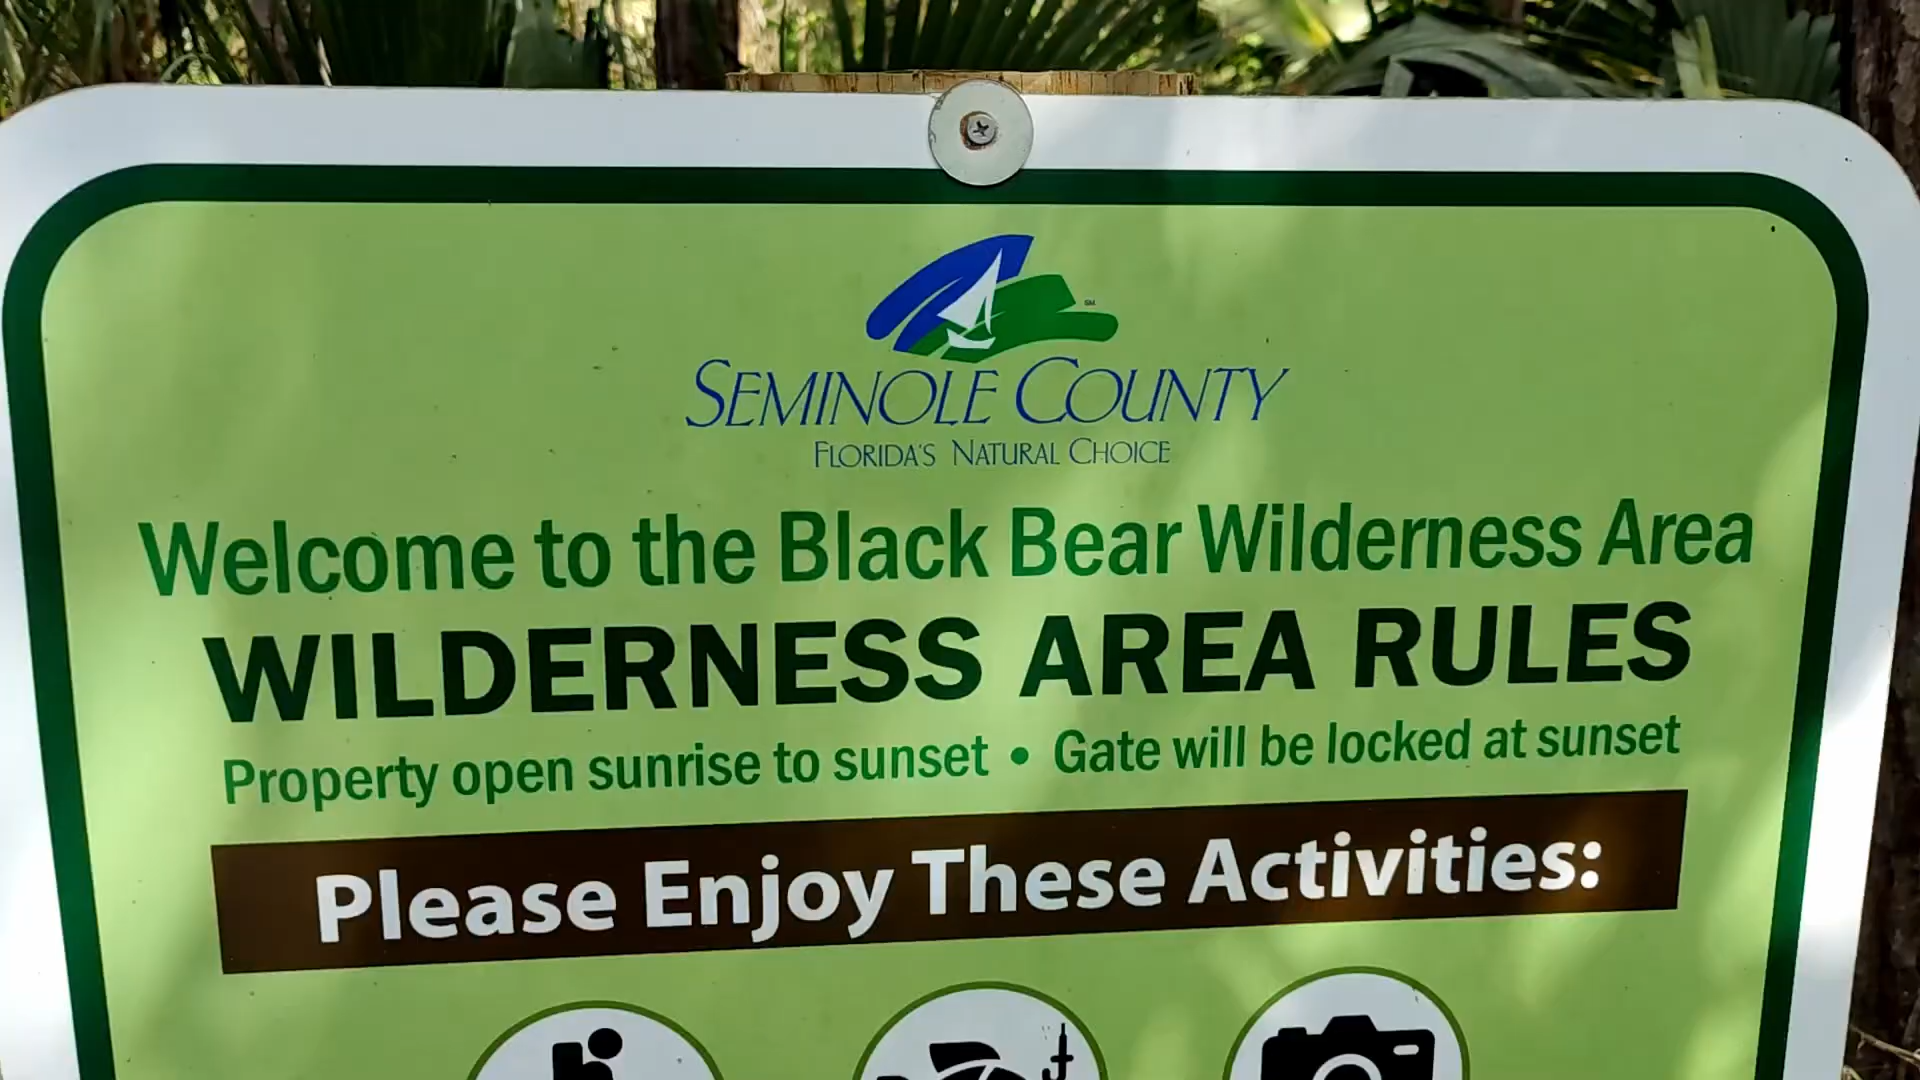 SM
SEMINOLE COUNTY
FLORIDA'S NATURAL CHOICE
Welcome to the Black Bear Wilderness Area
WILDERNESS AREA RULES
Property open sunrise to sunset • Gate will be locked at sunset
Please Enjoy These Activities: